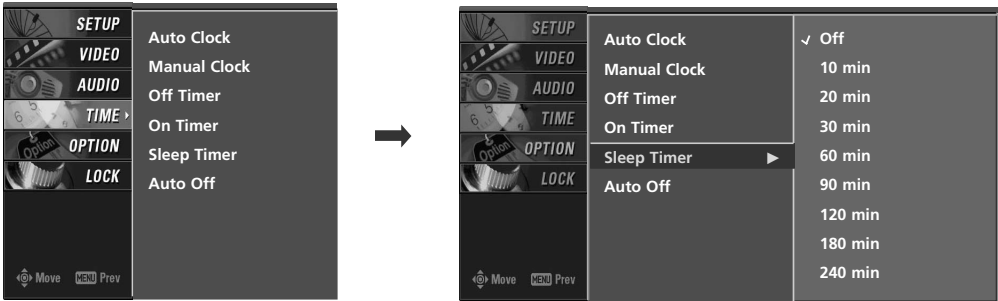 SETUP
VIDEO
AUDIO
TIME
OPTION
LOCK
Move MENU Prev
Auto Clock
Manual Clock
Off Timer
On Timer
Sleep Timer
Auto Off
SETUP
VIDEO
AUDIO
TIME
OPTION
LOCK
Move MENU Prev
Auto Clock
Manual Clock
Off Timer
On Timer
Sleep Timer ▶
Auto Off
✓ Off
10 min
20 min
30 min
60 min
90 min
120 min
180 min
240 min